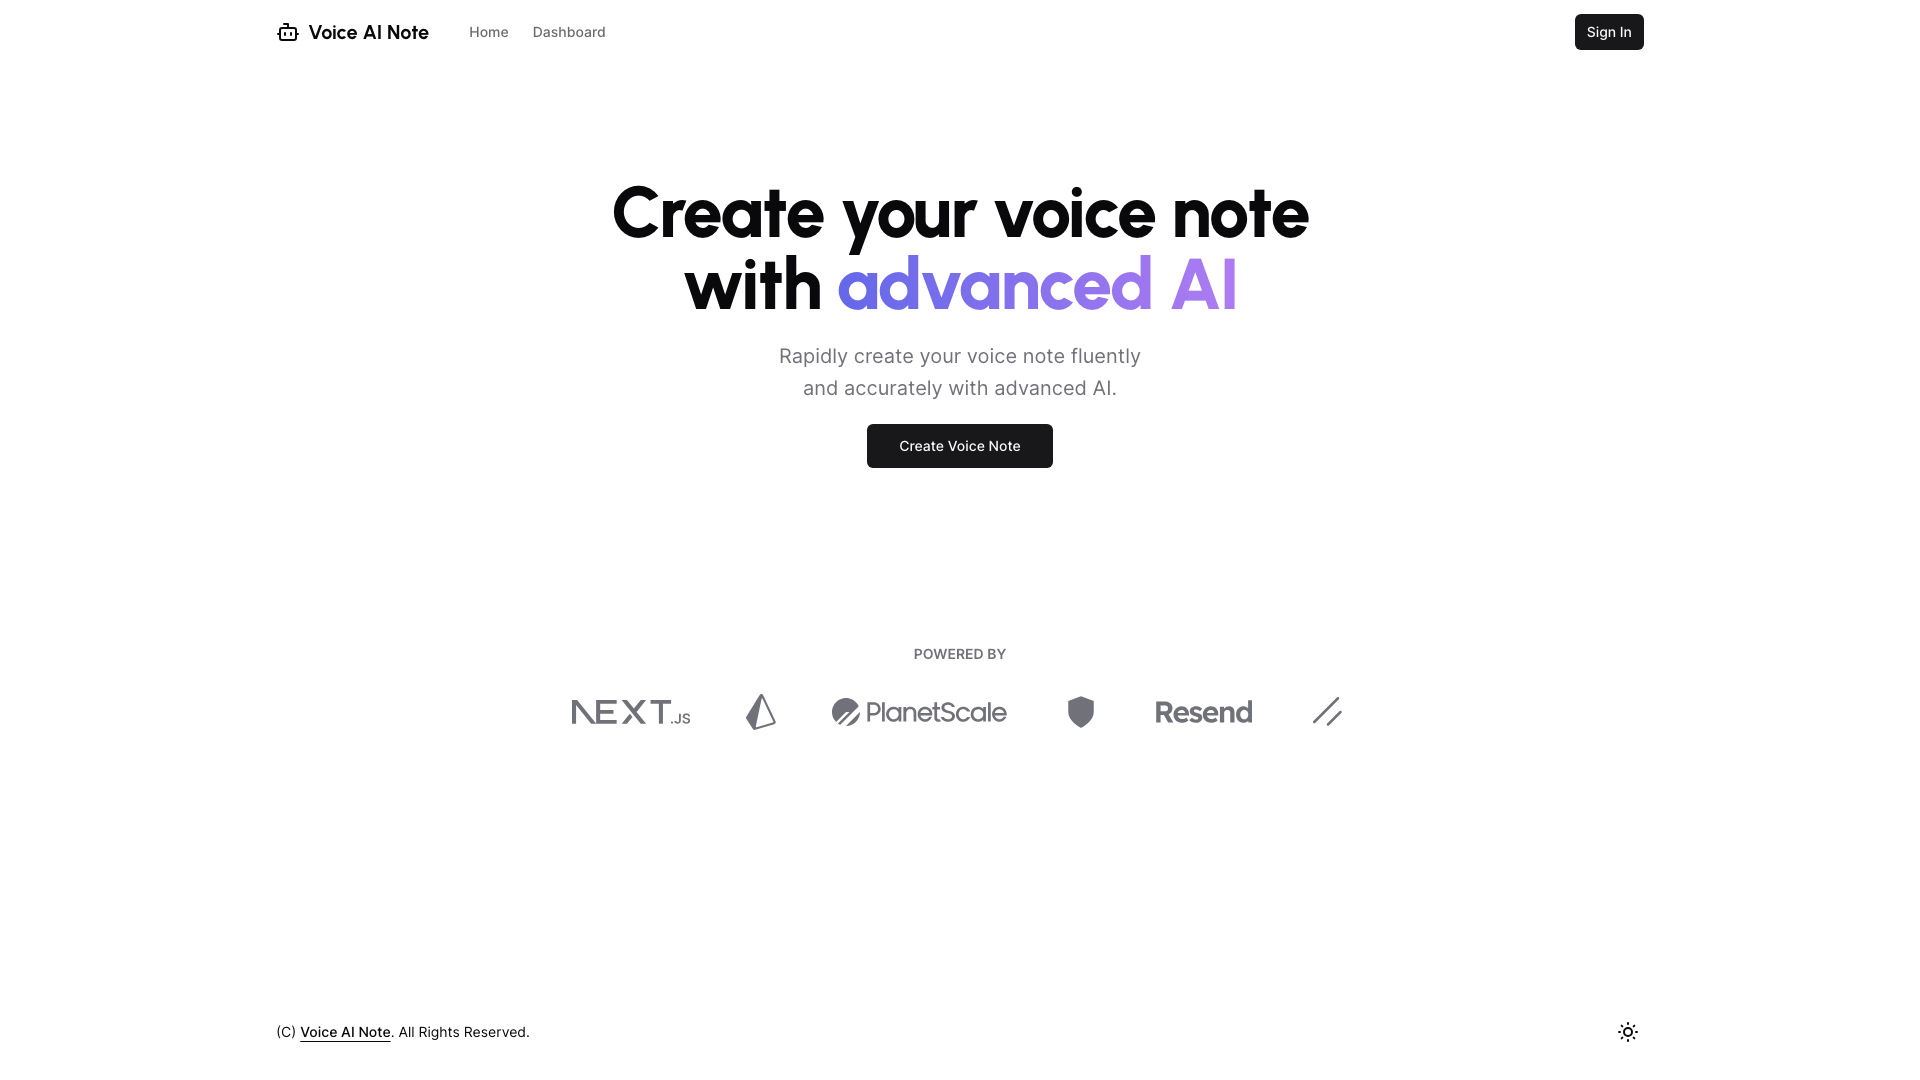 Voice AI Note
Home
Dashboard
Sign In
Create your voice note
with advanced AI
Rapidly create your voice note fluently
and accurately with advanced AI.
Create Voice Note
POWERED BY
NEXT.JS
PlanetScale
Resend
(C) Voice AI Note. All Rights Reserved.